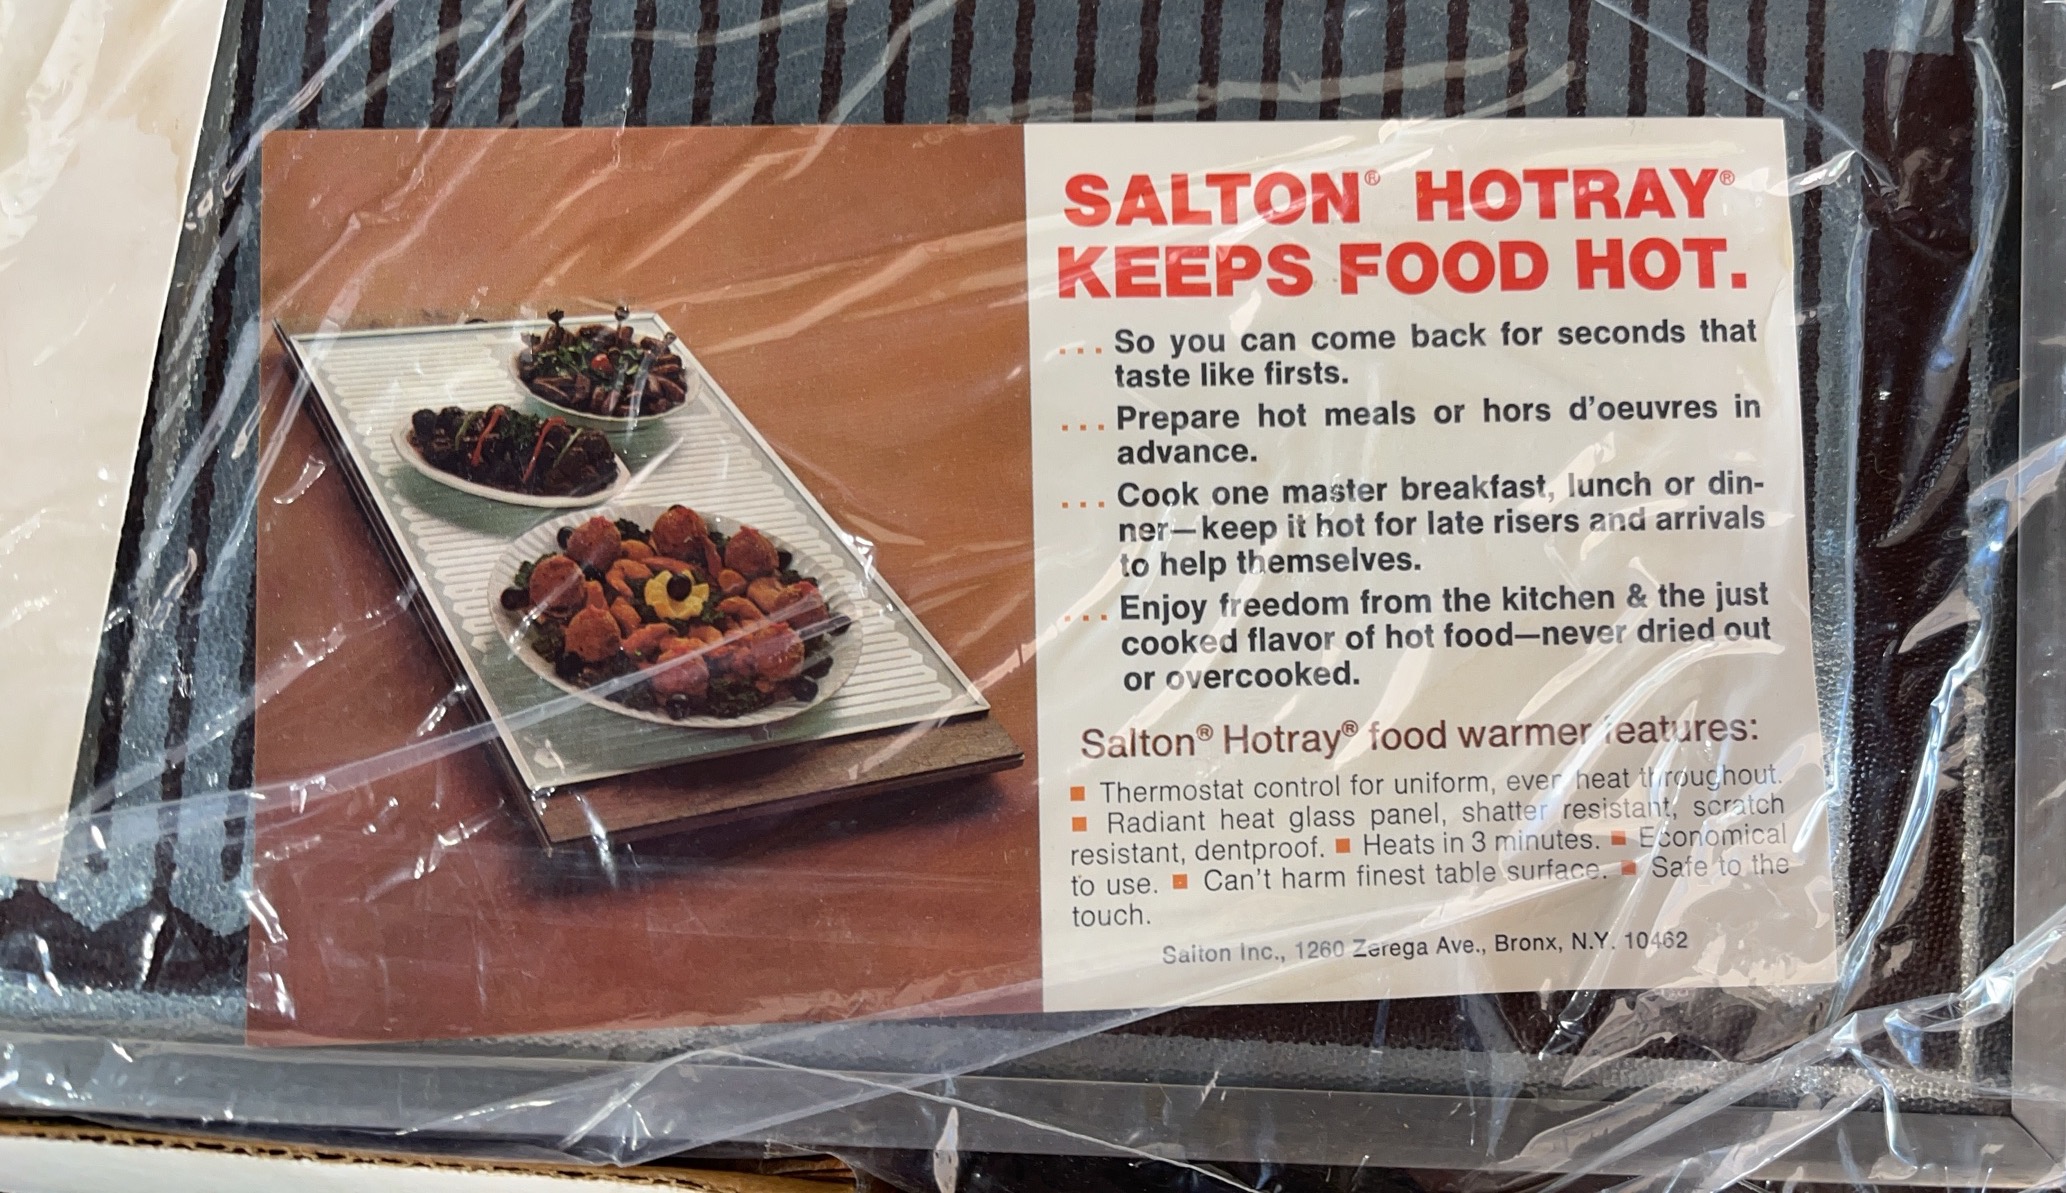 SALTON® HOTRAY®
KEEPS FOOD HOT.
... So you can come back for seconds that
taste like firsts.
... Prepare hot meals or hors d'oeuvres in
advance.
... Cook one master breakfast, lunch or din-
ner—keep it hot for late risers and arrivals
to help themselves.
... Enjoy freedom from the kitchen & the just
cooked flavor of hot food—never dried out
or overcooked.
Salton® Hotray® food warmer features:
■ Thermostat control for uniform, even heat throughout.
■ Radiant heat glass panel, shatter resistant, scratch
resistant, dentproof. ■ Heats in 3 minutes. ■ Economical
to use. ■ Can't harm finest table surface. ■ Safe to the
touch.
Salton Inc., 1260 Zerega Ave., Bronx, N.Y. 10462